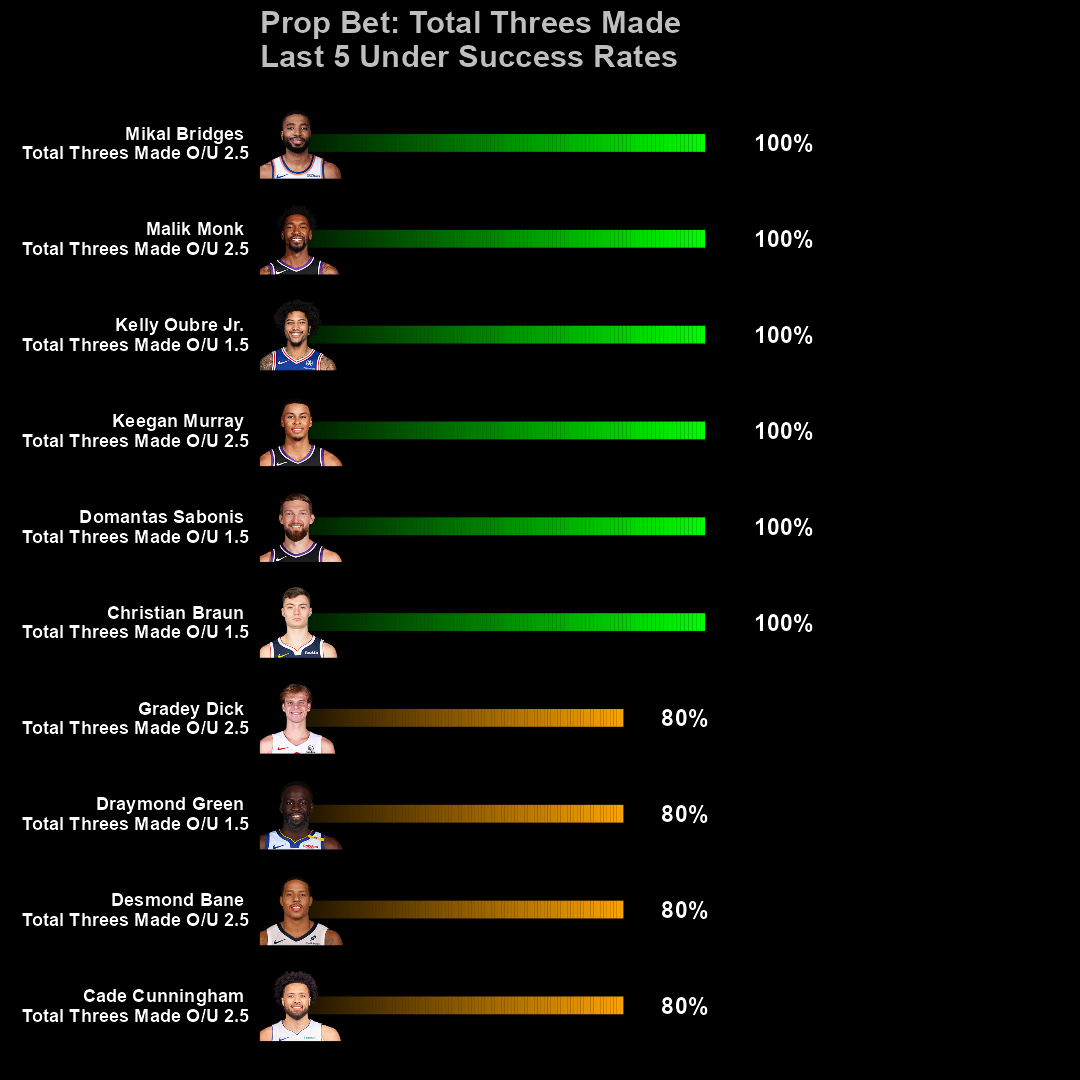 Prop Bet: Total Threes Made
Last 5 Under Success Rates
Mikal Bridges
Total Threes Made O/U 2.5
100%
Malik Monk
Total Threes Made O/U 2.5
100%
Kelly Oubre Jr.
Total Threes Made O/U 1.5
100%
Keegan Murray
Total Threes Made O/U 2.5
100%
Domantas Sabonis
Total Threes Made O/U 1.5
100%
Christian Braun
Total Threes Made O/U 1.5
100%
Gradey Dick
Total Threes Made O/U 2.5
80%
Draymond Green
Total Threes Made O/U 1.5
80%
Desmond Bane
Total Threes Made O/U 2.5
80%
Cade Cunningham
Total Threes Made O/U 2.5
80%